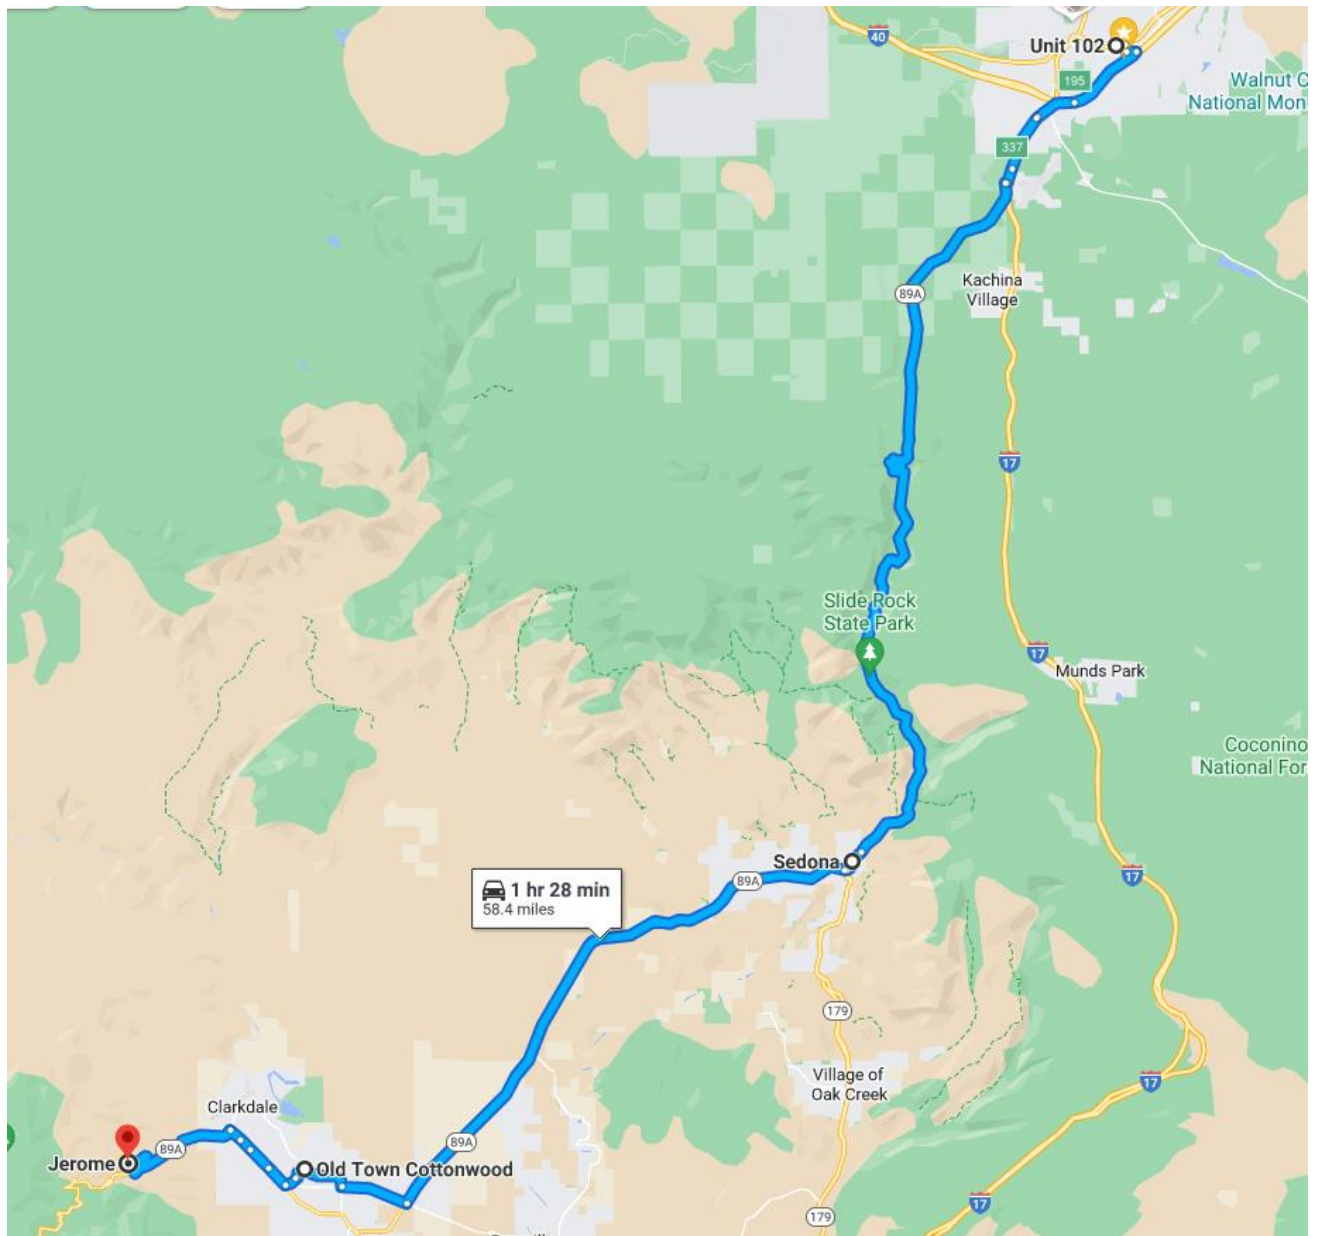 40
Unit 102
195
Walnut C
National Mon
337
Kachina
Village
89A
17
Slide Rock
State Park
17
Munds Park
Coconino
National For
Sedona
89A
17
1 hr 28 min
58.4 miles
179
Village of
Oak Creek
17
Clarkdale
89A
89A
Jerome
Old Town Cottonwood
17
179